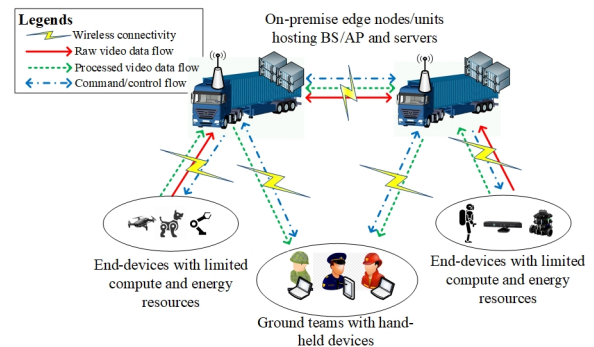 Legends
Wireless connectivity
Raw video data flow
Processed video data flow
Command/control flow
On-premise edge nodes/units
hosting BS/AP and servers
End-devices with limited
compute and energy
resources
Ground teams with hand-
held devices
End-devices with limited
compute and energy
resources